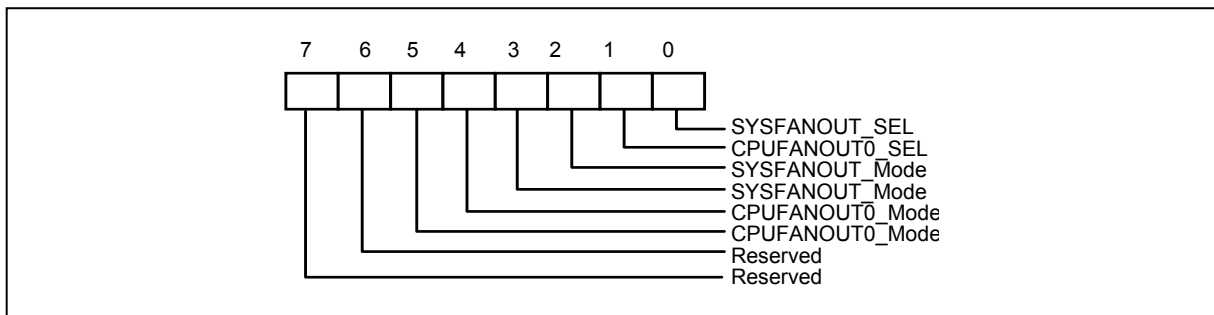 7 6 5 4 3 2 1 0
SYSFANOUT_SEL
CPUFANOUT0_SEL
SYSFANOUT_Mode
SYSFANOUT_Mode
CPUFANOUT0_Mode
CPUFANOUT0_Mode
Reserved
Reserved